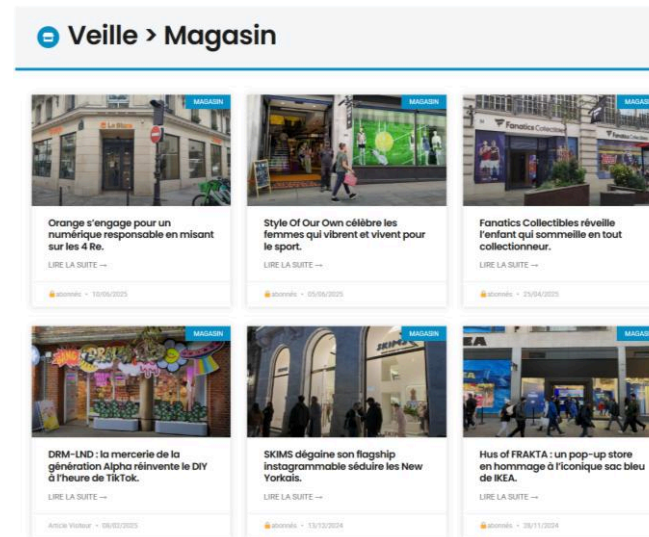 Veille > Magasin
MAGASIN
MAGASIN
MAGASIN
La Bbox
Fanatics Collectibles
Fanatics
Orange s'engage pour un
numérique responsable en misant
sur les 4 Re.
LIRE LA SUITE →
abonnés • 10/06/2025
Style Of Our Own célèbre les
femmes qui vibrent et vivent pour
le sport.
LIRE LA SUITE →
abonnés • 05/06/2025
Fanatics Collectibles réveille
l'enfant qui sommeille en tout
collectionneur.
LIRE LA SUITE →
abonnés • 25/04/2025
MAGASIN
MAGASIN
MAGASIN
SKIMS
DRM-LND : la mercerie de la
génération Alpha réinvente le DIY
à l'heure de TikTok.
LIRE LA SUITE →
Article Visiteur • 06/02/2025
SKIMS dégaine son flagship
instagrammable séduire les New
Yorkais.
LIRE LA SUITE →
abonnés • 13/12/2024
Hus of FRAKTA : un pop-up store
en hommage à l'iconique sac bleu
de IKEA.
LIRE LA SUITE →
abonnés • 28/11/2024